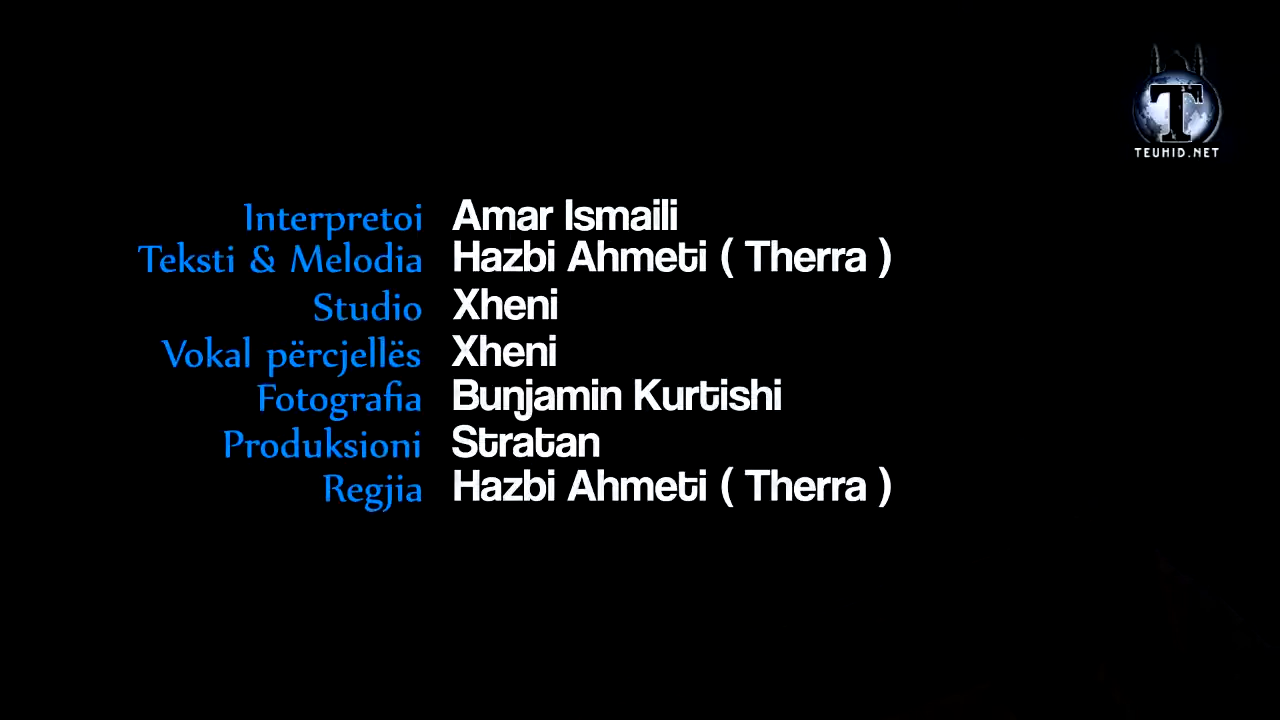 TEUHID.NET
Interpretoi Amar Ismaili
Teksti & Melodia Hazbi Ahmeti ( Therra )
Studio Xheni
Vokal përcjellës Xheni
Fotografia Bunjamin Kurtishi
Produksioni Stratan
Regjia Hazbi Ahmeti ( Therra )